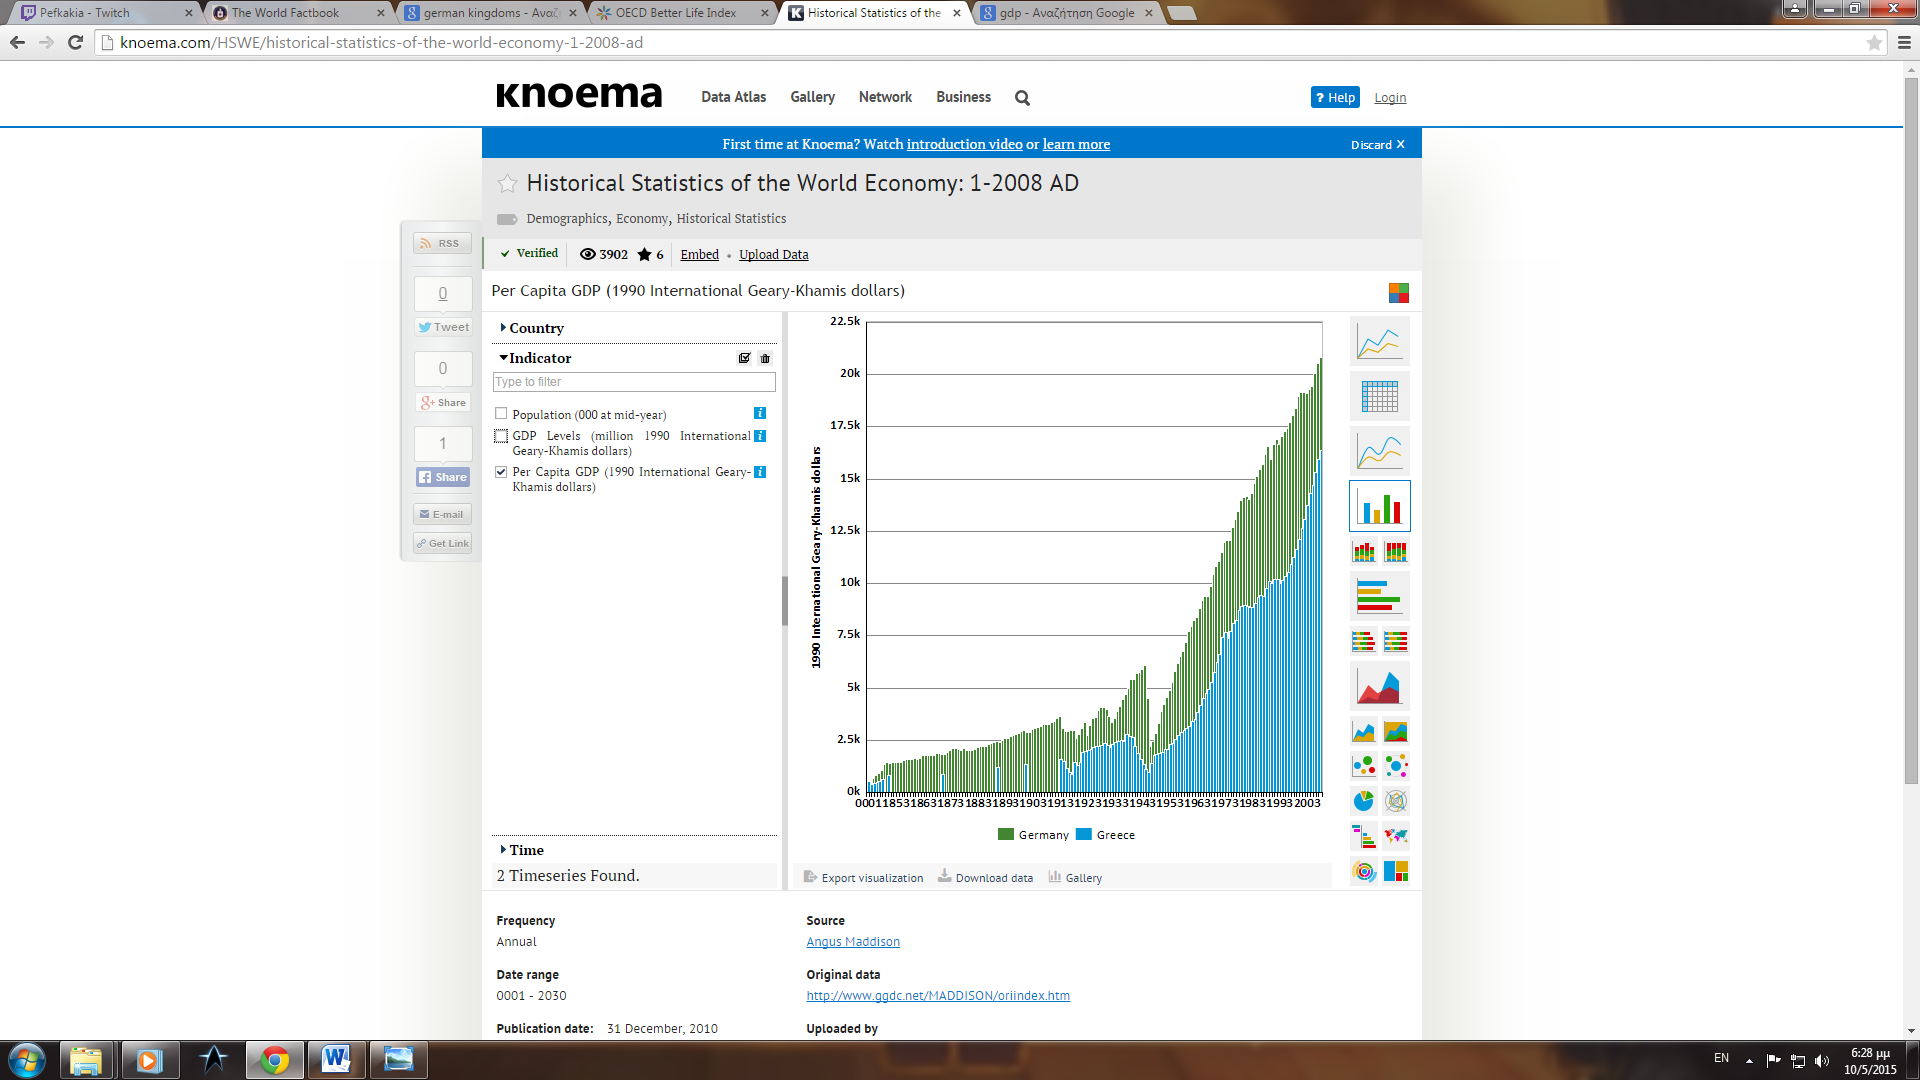 Pefkakia - Twitch
The World Factbook
german kingdoms - Αναζ
OECD Better Life Index
Historical Statistics of the
gdp - Αναζήτηση Google
knoema.com/HSWE/historical-statistics-of-the-world-economy-1-2008-ad
knoema
Data Atlas Gallery Network Business
? Help Login
First time at Knoema? Watch introduction video or learn more
Discard X
Historical Statistics of the World Economy: 1-2008 AD
Demographics, Economy, Historical Statistics
Verified 3902 6 Embed • Upload Data
RSS
0
Tweet
0
Share
1
Share
E-mail
Get Link
Per Capita GDP (1990 International Geary-Khamis dollars)
Country
Indicator
Type to filter
Population (000 at mid-year)
GDP Levels (million 1990 International
Geary-Khamis dollars)
Per Capita GDP (1990 International Geary-
Khamis dollars)
Time
2 Timeseries Found.
1990 International Geary-Khamis dollars
22.5k
20k
17.5k
15k
12.5k
10k
7.5k
5k
2.5k
0k
00011853186318731883189319031913192319331943195319631973198319932003
Germany Greece
Export visualization Download data Gallery
Frequency
Annual
Date range
0001 - 2030
Publication date: 31 December, 2010
Source
Angus Maddison
Original data
http://www.ggdc.net/MADDISON/oriindex.htm
Uploaded by
EN
6:28 μμ
10/5/2015